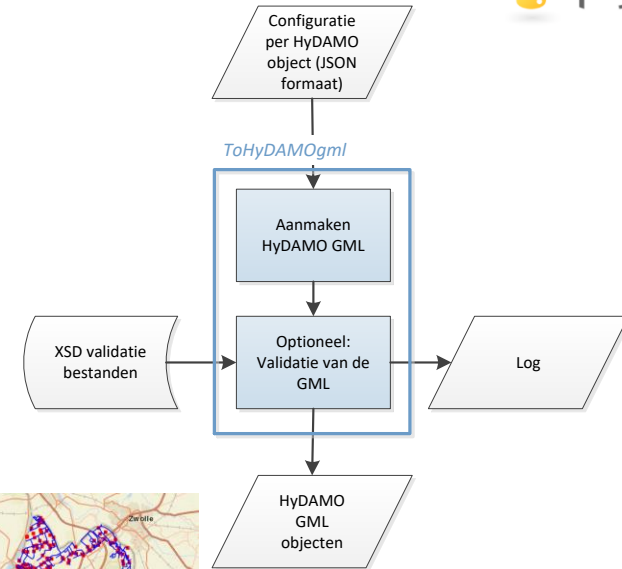 Configuratie
per HyDAMO
object (JSON
formaat)
ToHyDAMOgml
Aanmaken
HyDAMO GML
XSD validatie
bestanden
Optioneel:
Validatie van de
GML
Log
HyDAMO
GML
objecten
Zwolle